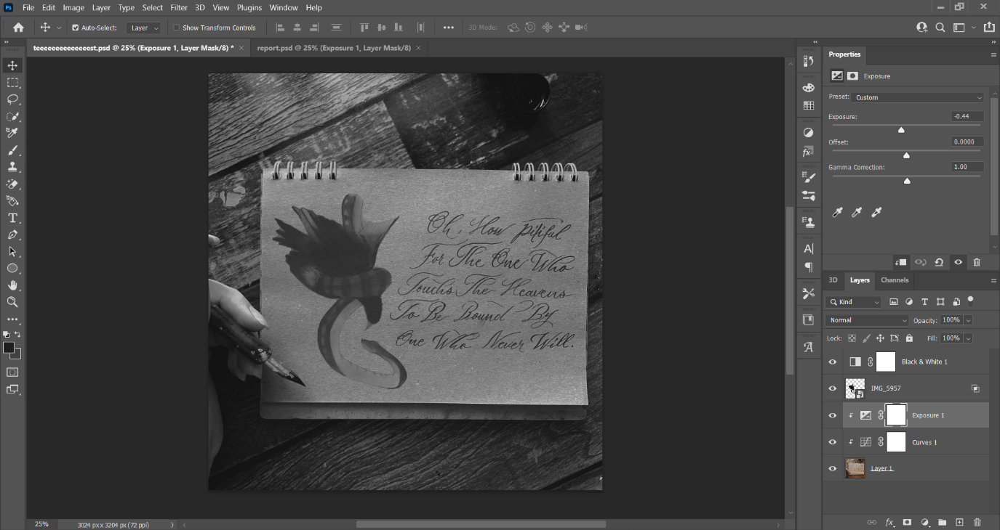 Ps File Edit Image Layer Type Select Filter 3D View Plugins Window Help
Auto-Select: Layer Show Transform Controls 3D Mode:
teeeeeeeeeeeeest.psd @ 25% (Exposure 1, Layer Mask/8) * × report.psd @ 25% (Exposure 1, Layer Mask/8) ×
Oh, How Pitiful
For The One Who
Touchs The Heavens
To Be Bound By
One Who Never Will.
25% 3024 px x 3204 px (72 ppi)
Properties
Exposure
Preset: Custom
Exposure: -0.44
Offset: 0.0000
Gamma Correction: 1.00
3D Layers Channels
Kind
Normal Opacity: 100%
Lock: Fill: 100%
Black & White 1
IMG_5957
Exposure 1
Curves 1
Layer 1
fx